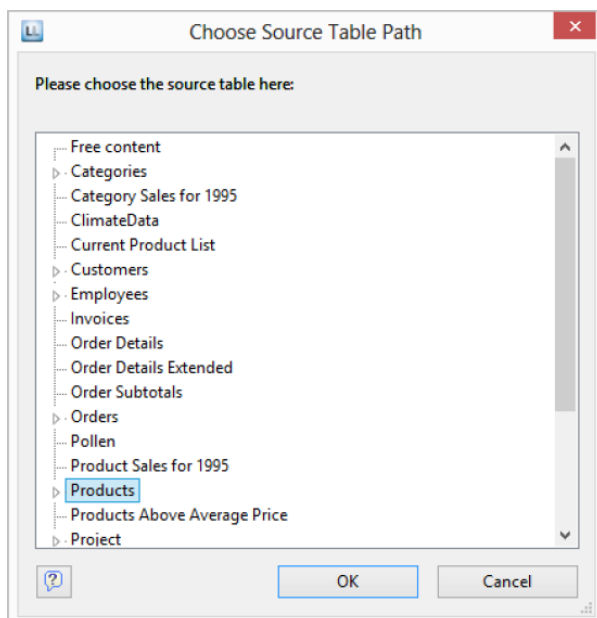 LL
Choose Source Table Path
Please choose the source table here:
Free content
Categories
Category Sales for 1995
ClimateData
Current Product List
Customers
Employees
Invoices
Order Details
Order Details Extended
Order Subtotals
Orders
Pollen
Product Sales for 1995
Products
Products Above Average Price
Project
?
OK
Cancel